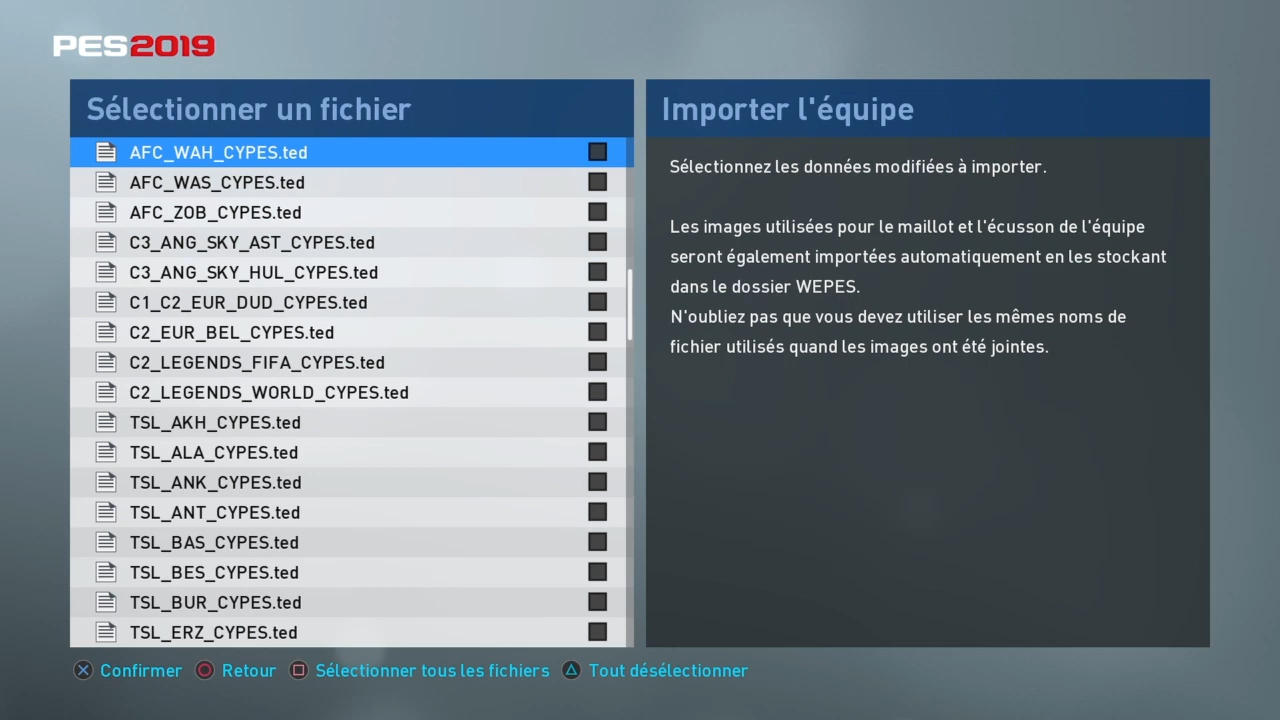 PES2019
Sélectionner un fichier
AFC_WAH_CYPES.ted
AFC_WAS_CYPES.ted
AFC_ZOB_CYPES.ted
C3_ANG_SKY_AST_CYPES.ted
C3_ANG_SKY_HUL_CYPES.ted
C1_C2_EUR_DUD_CYPES.ted
C2_EUR_BEL_CYPES.ted
C2_LEGENDS_FIFA_CYPES.ted
C2_LEGENDS_WORLD_CYPES.ted
TSL_AKH_CYPES.ted
TSL_ALA_CYPES.ted
TSL_ANK_CYPES.ted
TSL_ANT_CYPES.ted
TSL_BAS_CYPES.ted
TSL_BES_CYPES.ted
TSL_BUR_CYPES.ted
TSL_ERZ_CYPES.ted
Importer l'équipe
Sélectionnez les données modifiées à importer.
Les images utilisées pour le maillot et l'écusson de l'équipe
seront également importées automatiquement en les stockant
dans le dossier WEPES.
N'oubliez pas que vous devez utiliser les mêmes noms de
fichier utilisés quand les images ont été jointes.
Confirmer Retour Sélectionner tous les fichiers Tout désélectionner